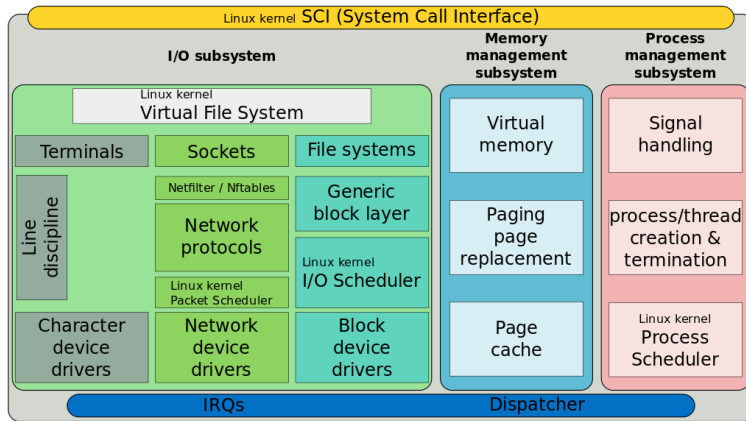 Linux kernel SCI (System Call Interface)
I/O subsystem
Memory
management
subsystem
Process
management
subsystem
Linux kernel
Virtual File System
Terminals
Sockets
File systems
Line
discipline
Netfilter / Nftables
Network
protocols
Linux kernel
Packet Scheduler
Generic
block layer
Linux kernel
I/O Scheduler
Character
device
drivers
Network
device
drivers
Block
device
drivers
Virtual
memory
Paging
page
replacement
Page
cache
Signal
handling
process/thread
creation &
termination
Linux kernel
Process
Scheduler
IRQs
Dispatcher